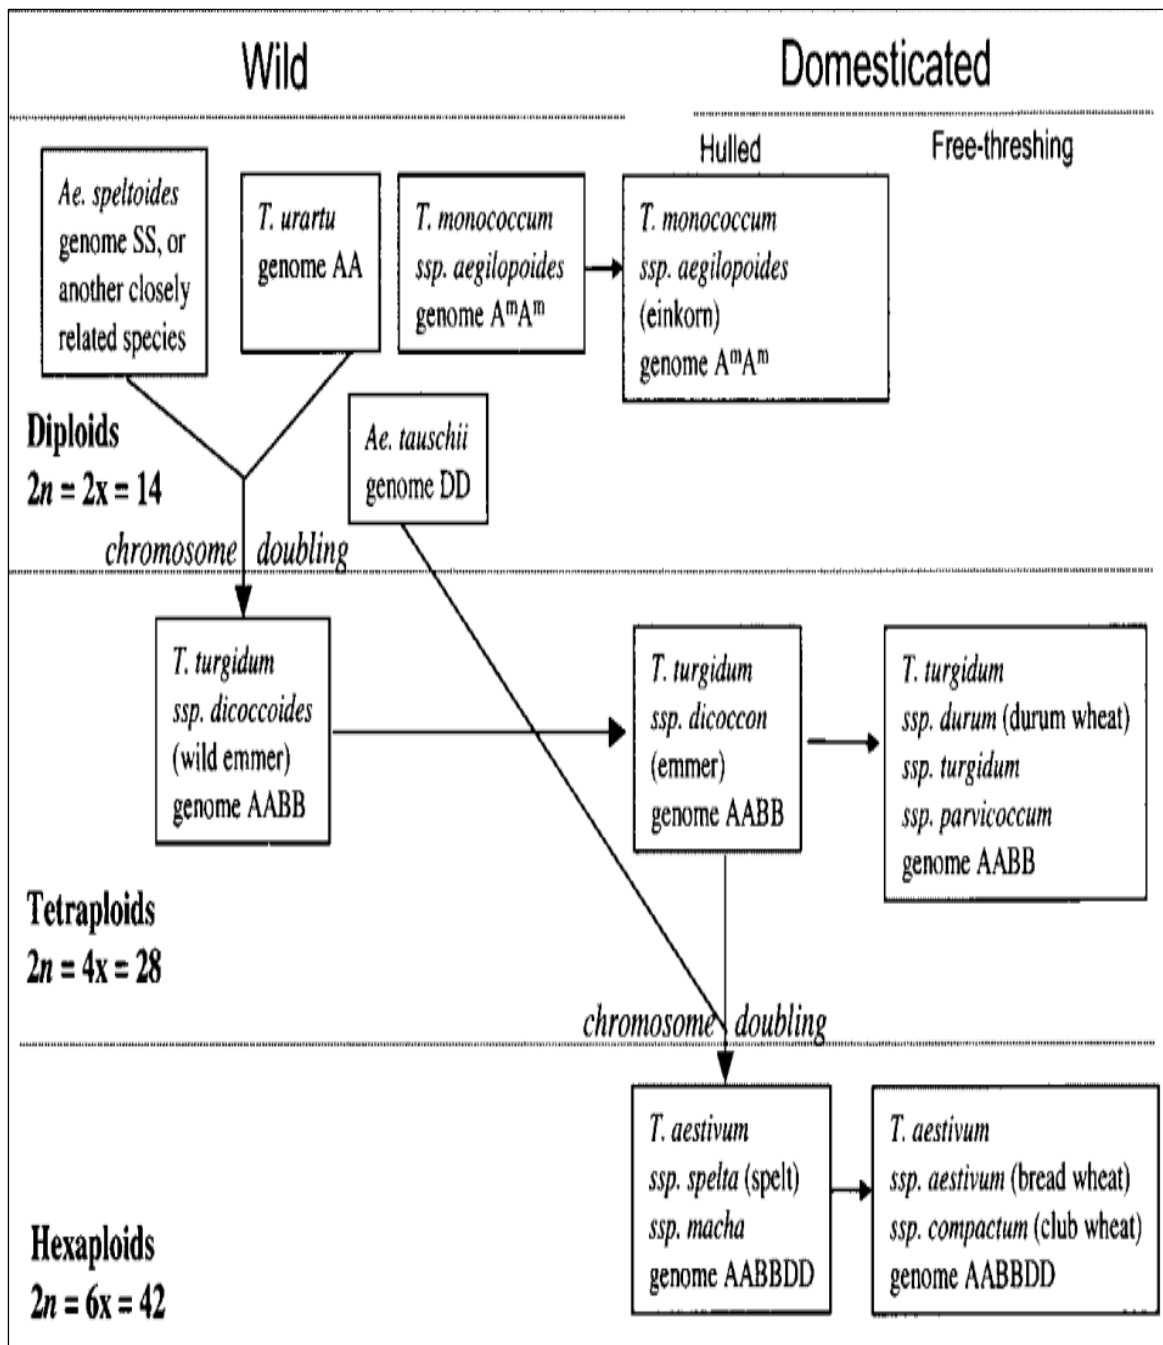 Wild
Domesticated
Hulled
Free-threshing
Ae. speltoides
genome SS, or
another closely
related species
T. urartu
genome AA
T. monococcum
ssp. aegilopoides
genome AᵐAᵐ
T. monococcum
ssp. aegilopoides
(einkorn)
genome AᵐAᵐ
Ae. tauschii
genome DD
Diploids
2n = 2x = 14
chromosome doubling
T. turgidum
ssp. dicoccoides
(wild emmer)
genome AABB
T. turgidum
ssp. dicoccon
(emmer)
genome AABB
T. turgidum
ssp. durum (durum wheat)
ssp. turgidum
ssp. parvicoccum
genome AABB
Tetraploids
2n = 4x = 28
chromosome doubling
T. aestivum
ssp. spelta (spelt)
ssp. macha
genome AABBDD
T. aestivum
ssp. aestivum (bread wheat)
ssp. compactum (club wheat)
genome AABBDD
Hexaploids
2n = 6x = 42